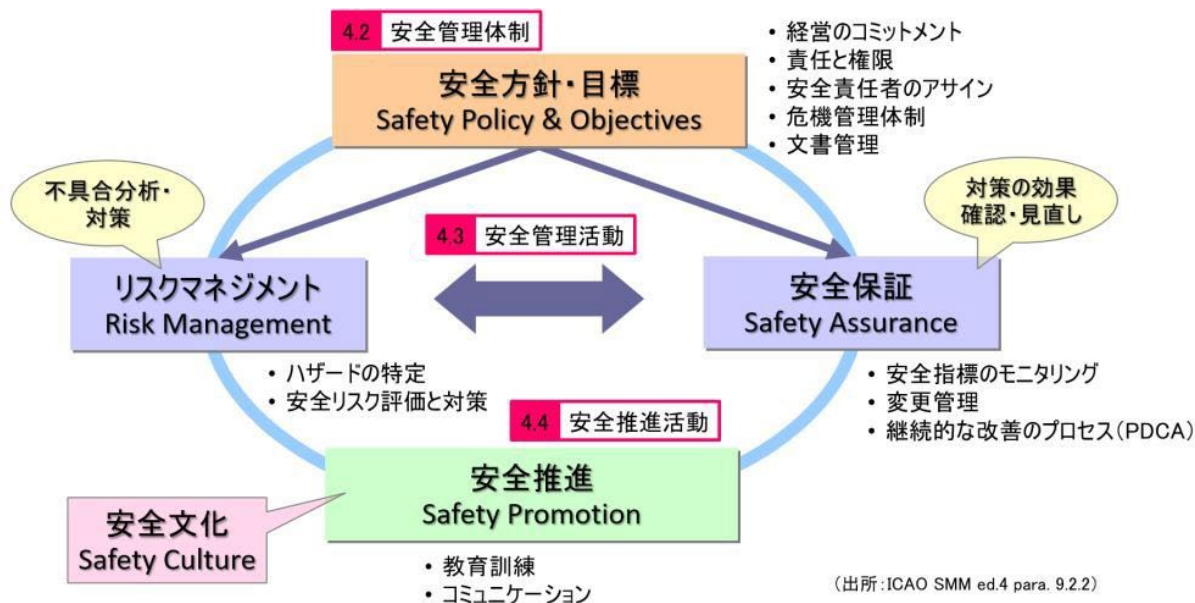 4.2 安全管理体制
安全方針・目標
Safety Policy & Objectives
• 経営のコミットメント
• 責任と権限
• 安全責任者のアサイン
• 危機管理体制
• 文書管理
不具合分析・
対策
対策の効果
確認・見直し
4.3 安全管理活動
リスクマネジメント
Risk Management
安全保証
Safety Assurance
• ハザードの特定
• 安全リスク評価と対策
• 安全指標のモニタリング
• 変更管理
• 継続的な改善のプロセス(PDCA)
4.4 安全推進活動
安全推進
Safety Promotion
安全文化
Safety Culture
• 教育訓練
• コミュニケーション
(出所:ICAO SMM ed.4 para. 9.2.2)